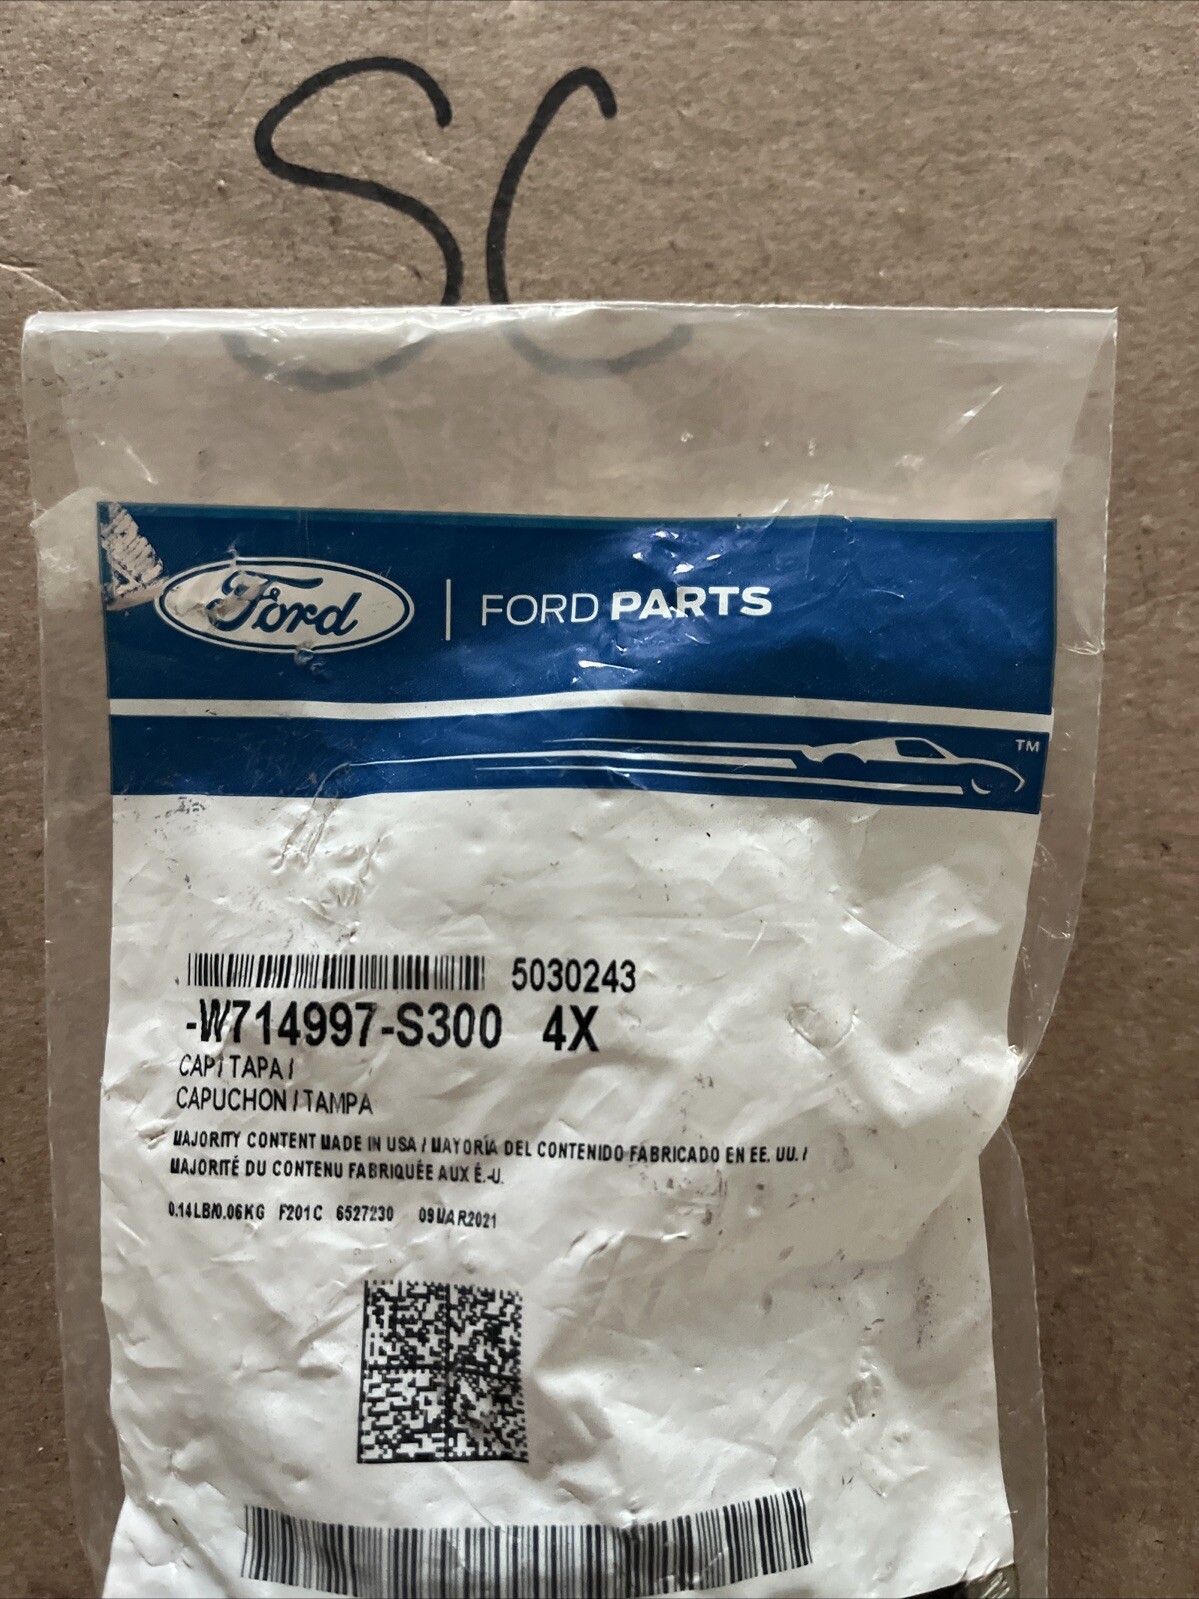 SC
Ford | FORD PARTS
TM
5030243
-W714997-S300 4X
CAP/TAPA/
CAPUCHON/TAMPA
MAJORITY CONTENT MADE IN USA / MAYORÍA DEL CONTENIDO FABRICADO EN EE. UU. /
MAJORITÉ DU CONTENU FABRIQUÉE AUX É.-U.
0.14LB/0.06KG F201C 6527230 09MAR2021